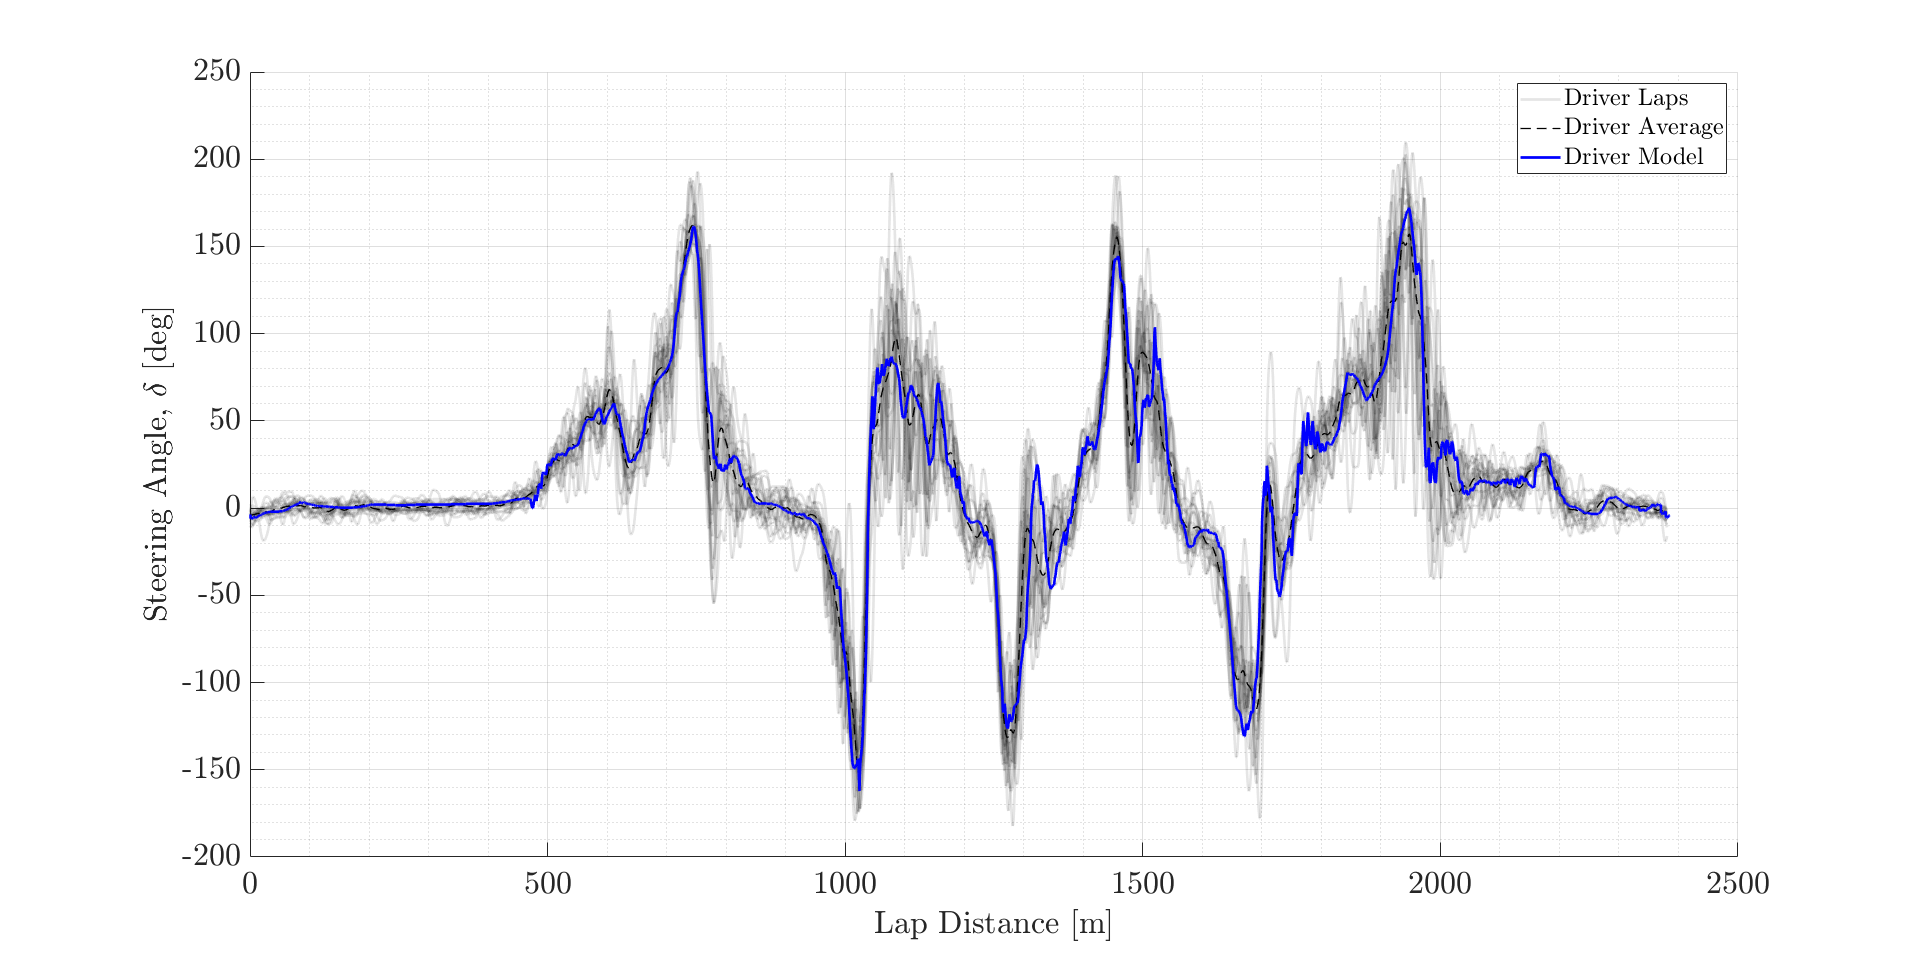 250
200
150
100
50
0
-50
-100
-150
-200
0 500 1000 1500 2000 2500
Steering Angle, δ [deg]
Lap Distance [m]
Driver Laps
Driver Average
Driver Model